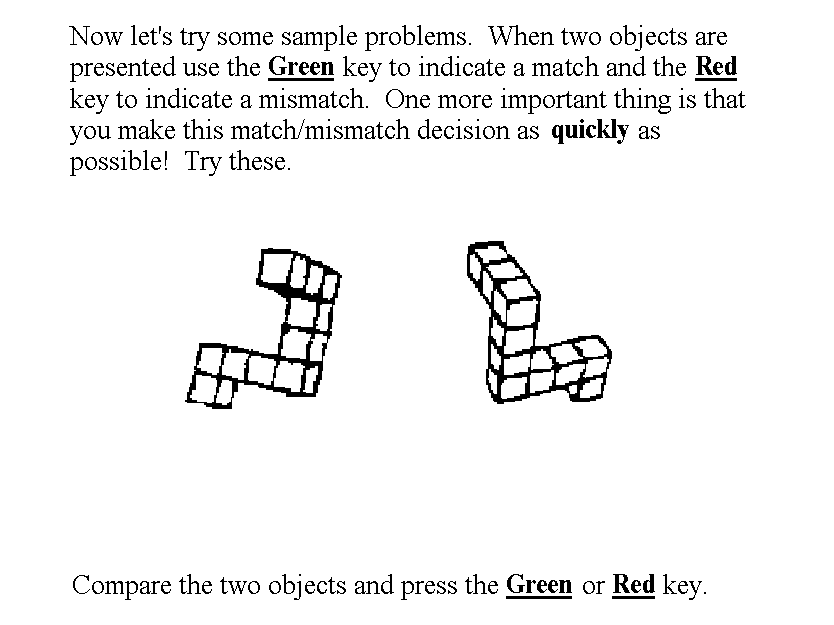 Now let's try some sample problems.  When two objects are
presented use the Green key to indicate a match and the Red
key to indicate a mismatch.  One more important thing is that
you make this match/mismatch decision as quickly as
possible!  Try these.
Compare the two objects and press the Green or Red key.